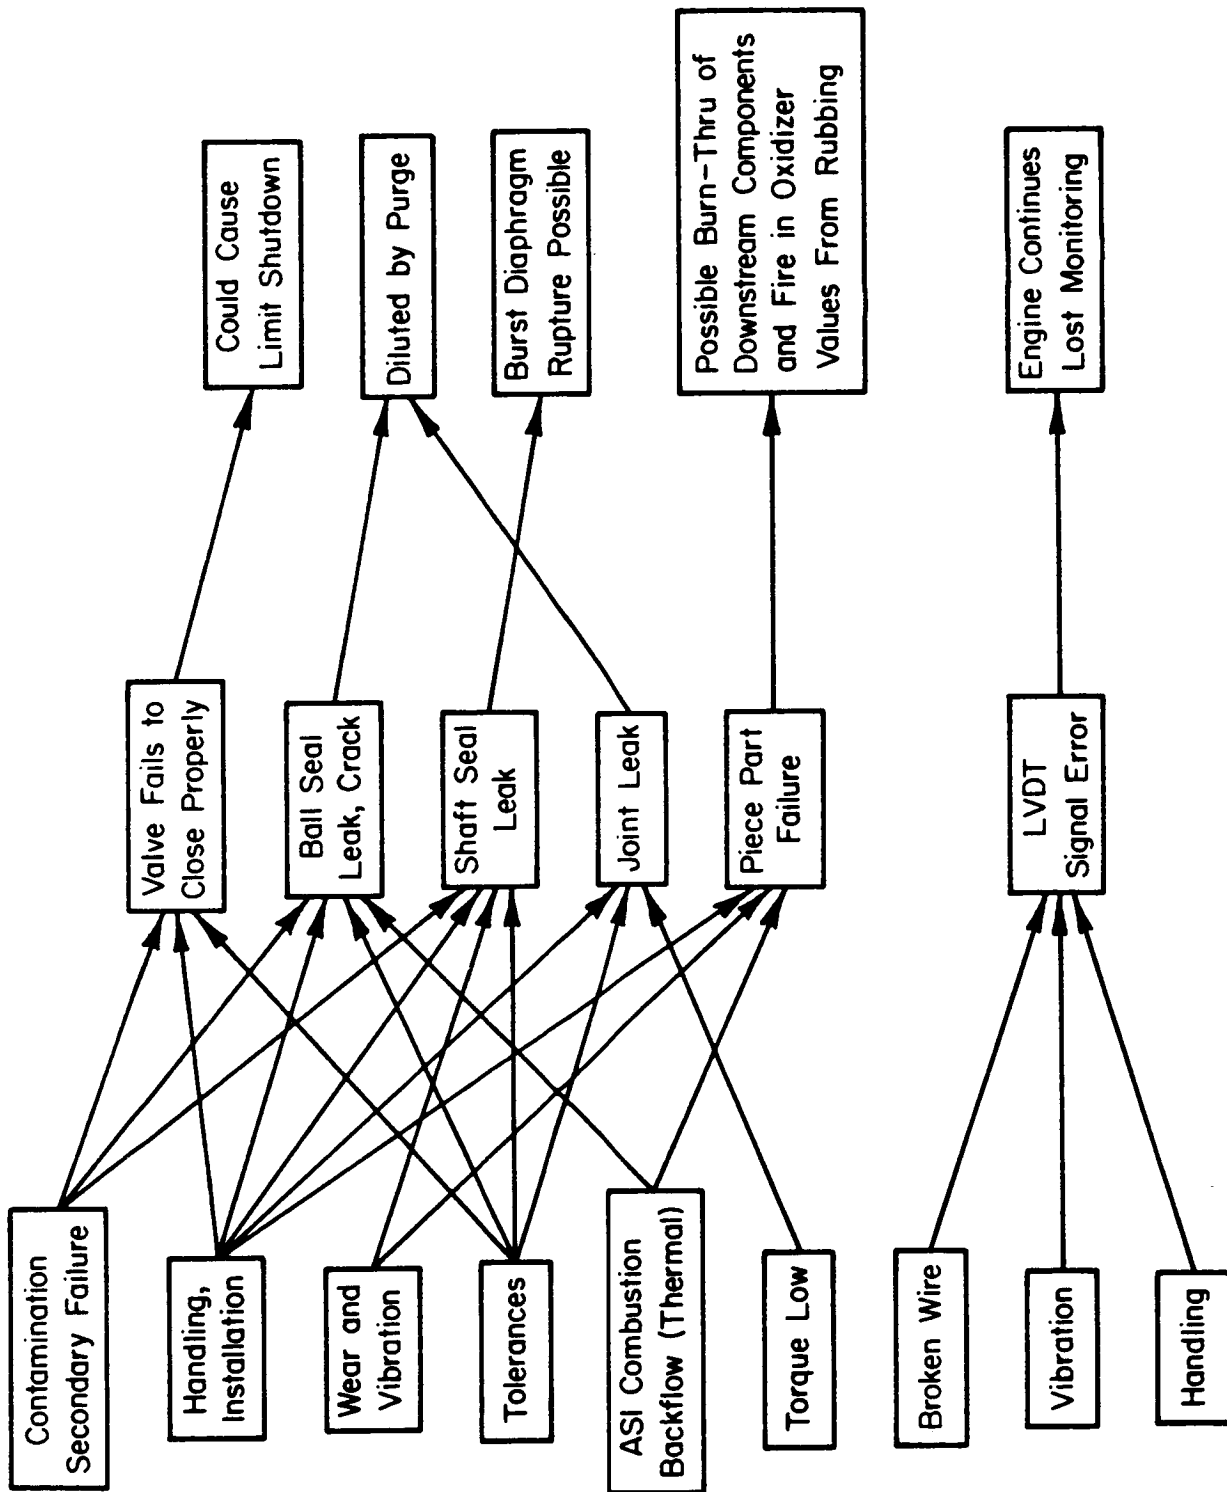 Contamination
Secondary Failure
Handling,
Installation
Wear and
Vibration
Tolerances
ASI Combustion
Backflow (Thermal)
Torque Low
Broken Wire
Vibration
Handling
Valve Fails to
Close Properly
Ball Seal
Leak, Crack
Shaft Seal
Leak
Joint Leak
Piece Part
Failure
LVDT
Signal Error
Could Cause
Limit Shutdown
Diluted by Purge
Burst Diaphragm
Rupture Possible
Possible Burn-Thru of
Downstream Components
and Fire in Oxidizer
Values From Rubbing
Engine Continues
Lost Monitoring